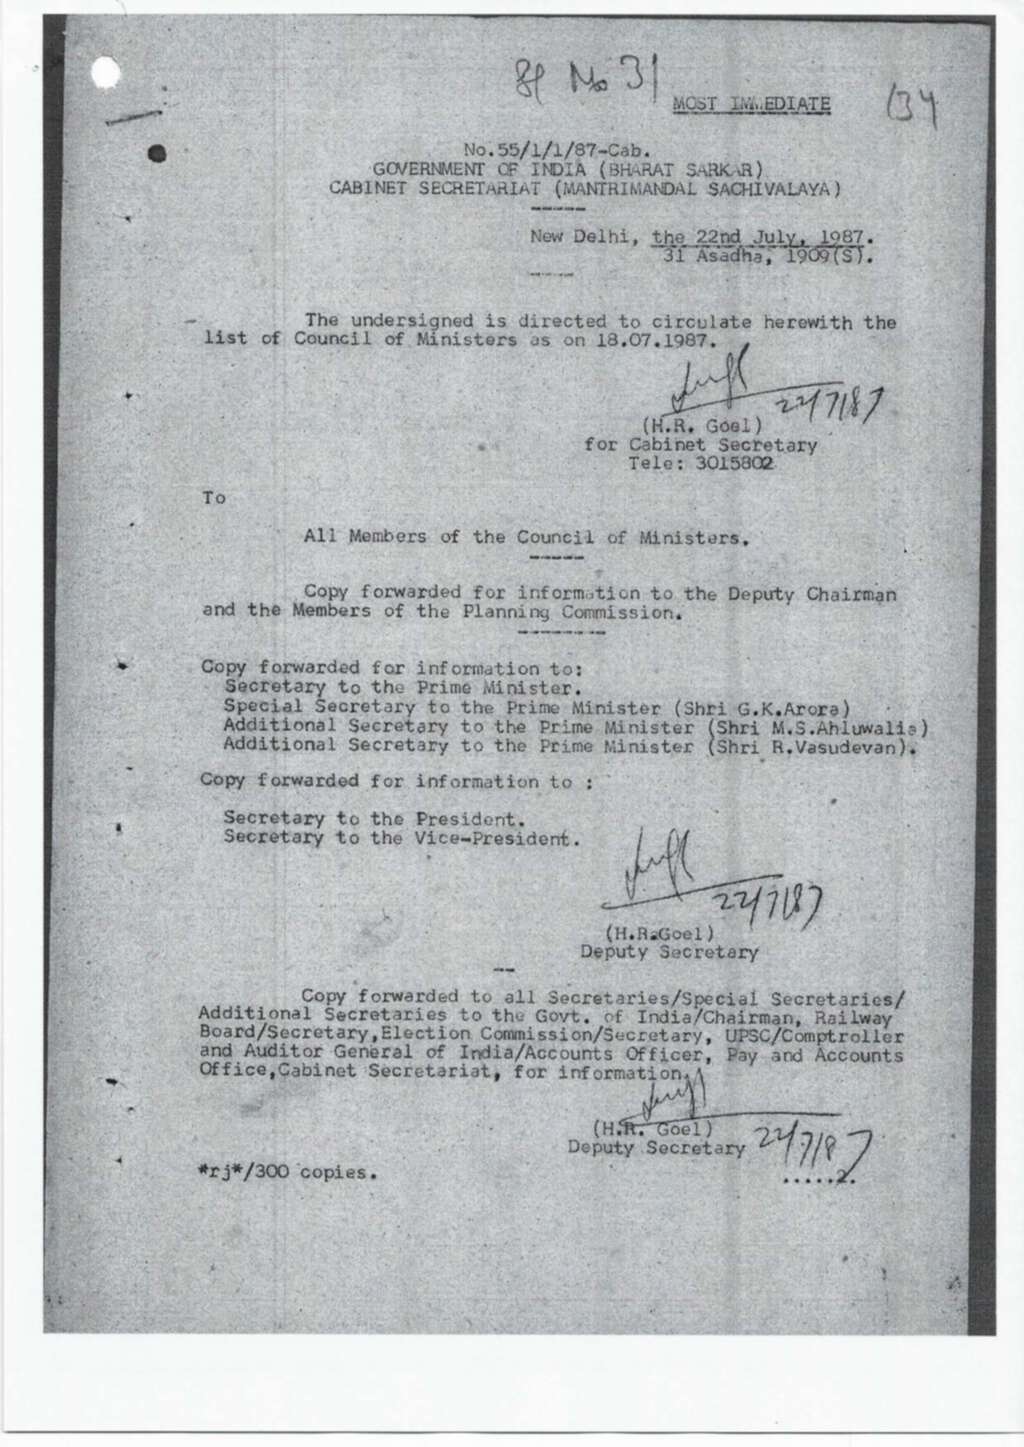 Sl No 31
MOST IMMEDIATE
134
No.55/1/1/87-Cab.
GOVERNMENT OF INDIA (BHARAT SARKAR)
CABINET SECRETARIAT (MANTRIMANDAL SACHIVALAYA)
New Delhi, the 22nd July, 1987.
31 Asadha, 1909(S).
The undersigned is directed to circulate herewith the
list of Council of Ministers as on 18.07.1987.
22/7/87
(H.R. Goel)
for Cabinet Secretary
Tele: 3015802
To
All Members of the Council of Ministers.
Copy forwarded for information to the Deputy Chairman
and the Members of the Planning Commission.
Copy forwarded for information to:
Secretary to the Prime Minister.
Special Secretary to the Prime Minister (Shri G.K.Arora)
Additional Secretary to the Prime Minister (Shri M.S.Ahluwalia)
Additional Secretary to the Prime Minister (Shri R.Vasudevan).
Copy forwarded for information to :
Secretary to the President.
Secretary to the Vice-President.
22/7/87
(H.R.Goel)
Deputy Secretary
Copy forwarded to all Secretaries/Special Secretaries/
Additional Secretaries to the Govt. of India/Chairman, Railway
Board/Secretary,Election Commission/Secretary, UPSC/Comptroller
and Auditor General of India/Accounts Officer, Pay and Accounts
Office,Cabinet Secretariat, for information.
(H.R. Goel)
Deputy Secretary
22/7/87
*rj*/300 copies.
.....2.